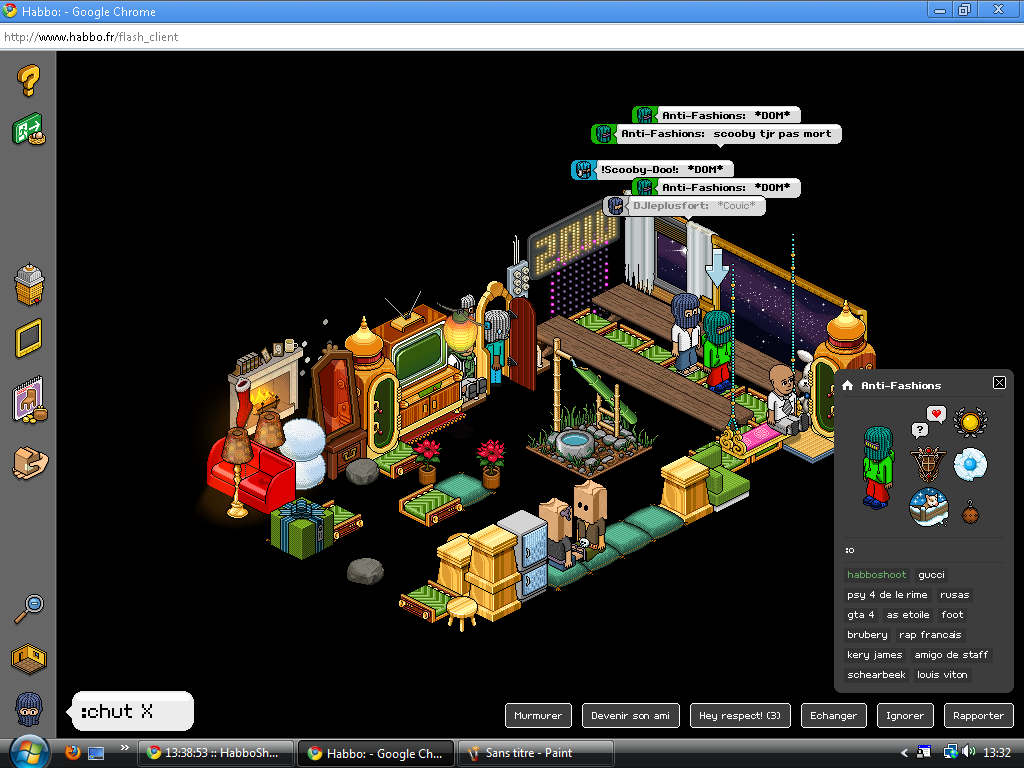 Habbo: - Google Chrome
http://www.habbo.fr/flash_client
Anti-Fashions: *DOM*
Anti-Fashions: scooby tjr pas mort
!Scooby-Doo!: *DOM*
Anti-Fashions: *DOM*
DJleplusfort: *Couic*
Anti-Fashions
:o
habboshoot gucci
psy 4 de le rime rusas
gta 4 as etoile foot
brubery rap francais
kery james amigo de staff
schearbeek louis viton
:chut X
Murmurer Devenir son ami Hey respect! (3) Echanger Ignorer Rapporter
13:38:53 :: HabboSh... Habbo: - Google Ch... Sans titre - Paint 13:32